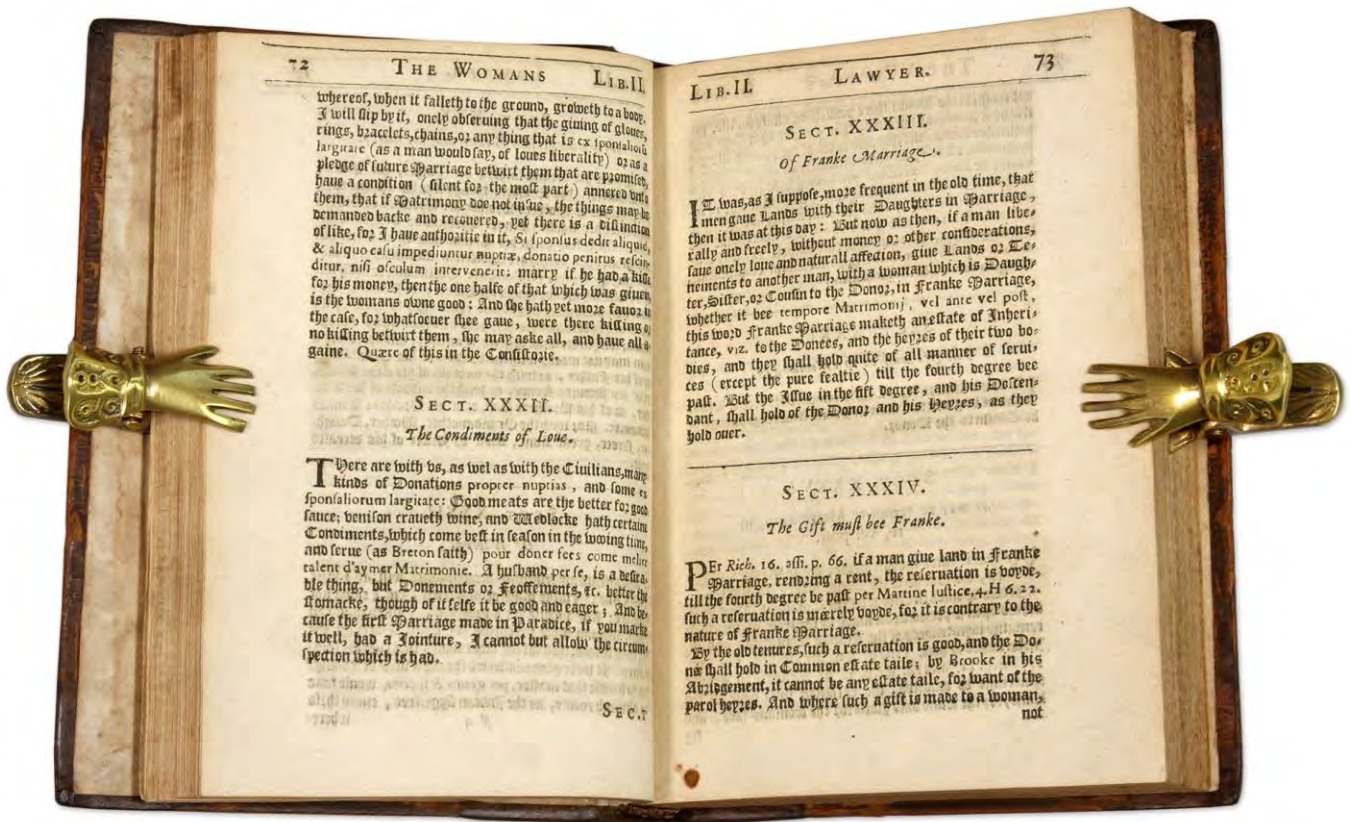 72 THE WOMANS LIB.II.
whereof, when it falleth to the ground, groweth to a body.
I will slip by it, onely obseruing that the giuing of gloues,
rings, bracelets, chains, or any thing that is ex sponsaliorū
largitate (as a man would say, of loues liberality) or as a
pledge of future Marriage betwixt them that are promised,
haue a condition (silent for the most part) annexed vnto
them, that if Matrimony doe not insue, the things may be
demanded backe and recouered, yet there is a distinction
of like, for I haue authoritie in it, Si sponsus dedit aliquid,
& aliquo casu impediuntur nuptiæ, donatio penitus rescin-
ditur, nisi osculum intervenerit: marry if he had a kisse
for his money, then the one halfe of that which was giuen,
is the womans owne good: And she hath yet more fauor in
the case, for whatsoeuer shee gaue, were there kissing or
no kissing betwixt them, she may aske all, and haue all a-
gaine. Quære of this in the Consistorie.
SECT. XXXII.
The Condiments of Loue.
THere are with vs, as wel as with the Ciuilians, many
kinds of Donations propter nuptias, and some ex
sponsaliorum largitate: Good meats are the better for good
sauce; venison craueth wine, and Wedlocke hath certaine
Condiments, which come best in season in the wooing time,
and serue (as Breton saith) pour doner fees come melier
talent d'aymer Matrimonie. A husband per se, is a desira-
ble thing, but Donements or Feoffements, &c. better the
stomacke, though of it selfe it be good and eager; And be-
cause the first Marriage made in Paradice, if you marke
it well, had a Jointure, I cannot but allow the circum-
spection which is had.
SECT
LIB.II. LAWYER. 73
SECT. XXXIII.
Of Franke Marriage.
IT was, as I suppose, more frequent in the old time, that
men gaue Lands with their Daughters in Marriage,
then it was at this day: But now as then, if a man libe-
rally and freely, without money or other considerations,
saue onely loue and naturall affection, giue Lands or Te-
nements to another man, with a woman which is Daugh-
ter, Sister, or Cousin to the Donor, in Franke Marriage,
whether it bee tempore Matrimonij, vel ante vel post,
this word Franke Marriage maketh an estate of Inheri-
tance, viz. to the Donees, and the heyres of their two bo-
dies, and they shall hold quite of all manner of serui-
ces (except the pure fealtie) till the fourth degree bee
past. But the Issue in the fift degree, and his Descen-
dant, shall hold of the Donor and his Heyres, as they
hold ouer.
SECT. XXXIV.
The Gift must bee Franke.
PEr Rich. 16. assi. p. 66. if a man giue land in Franke
Marriage, rendring a rent, the reseruation is voyde,
till the fourth degree be past per Martine Iustice, 4. H 6. 22.
such a reseruation is meerely voyde, for it is contrary to the
nature of Franke Marriage.
By the old tenures, such a reseruation is good, and the Do-
næ shall hold in Common estate taile; by Brooke in his
Abridgement, it cannot be any estate taile, for want of the
parol heyres. And where such a gift is made to a woman,
not